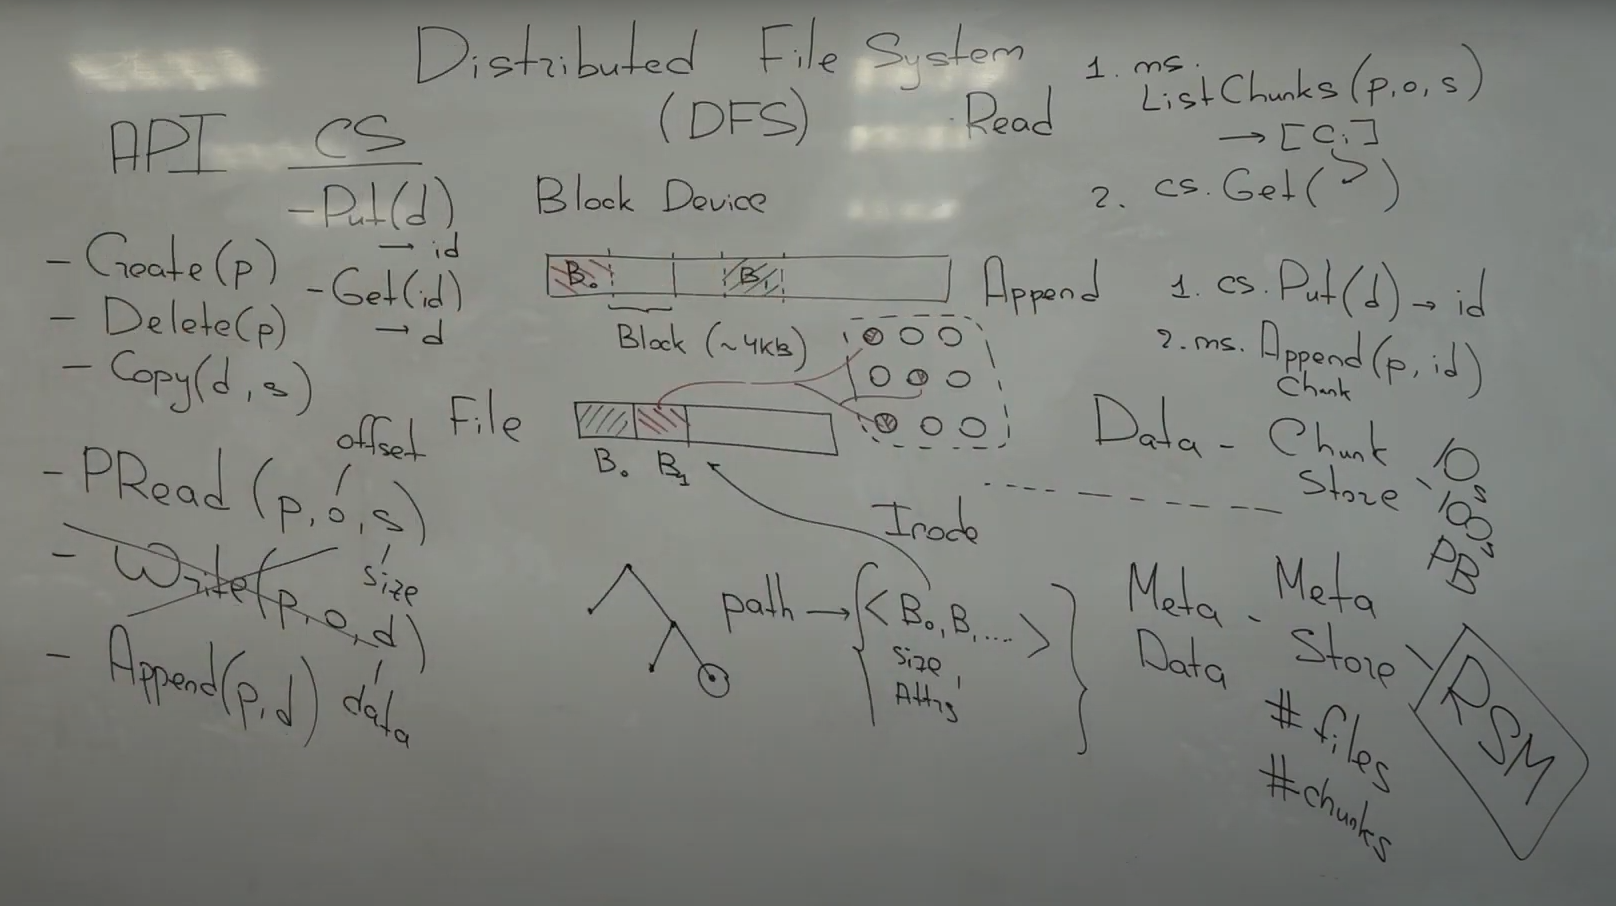 Distributed File System
(DFS)
API
- Create(p)
- Delete(p)
- Copy(d, s)
offset
- PRead (p, o, s)
size
- Write(p, o, d)
- Append(p, d)
data
CS
- Put(d)
→ id
- Get(id)
→ d
Block Device
B₀
B₁
Block (~4KB)
File
B₀ B₁
Inode
path → < B₀, B₁.... >
Size,
Attrs
Read
1. ms.
ListChunks(p, o, s)
→ [cᵢ]
2. cs. Get( )
Append
1. cs. Put(d) → id
2. ms. Append(p, id)
Chunk
Data - Chunk
Store
10s
100s
PB
Meta - Meta
Data Store
# files
# chunks
RSM